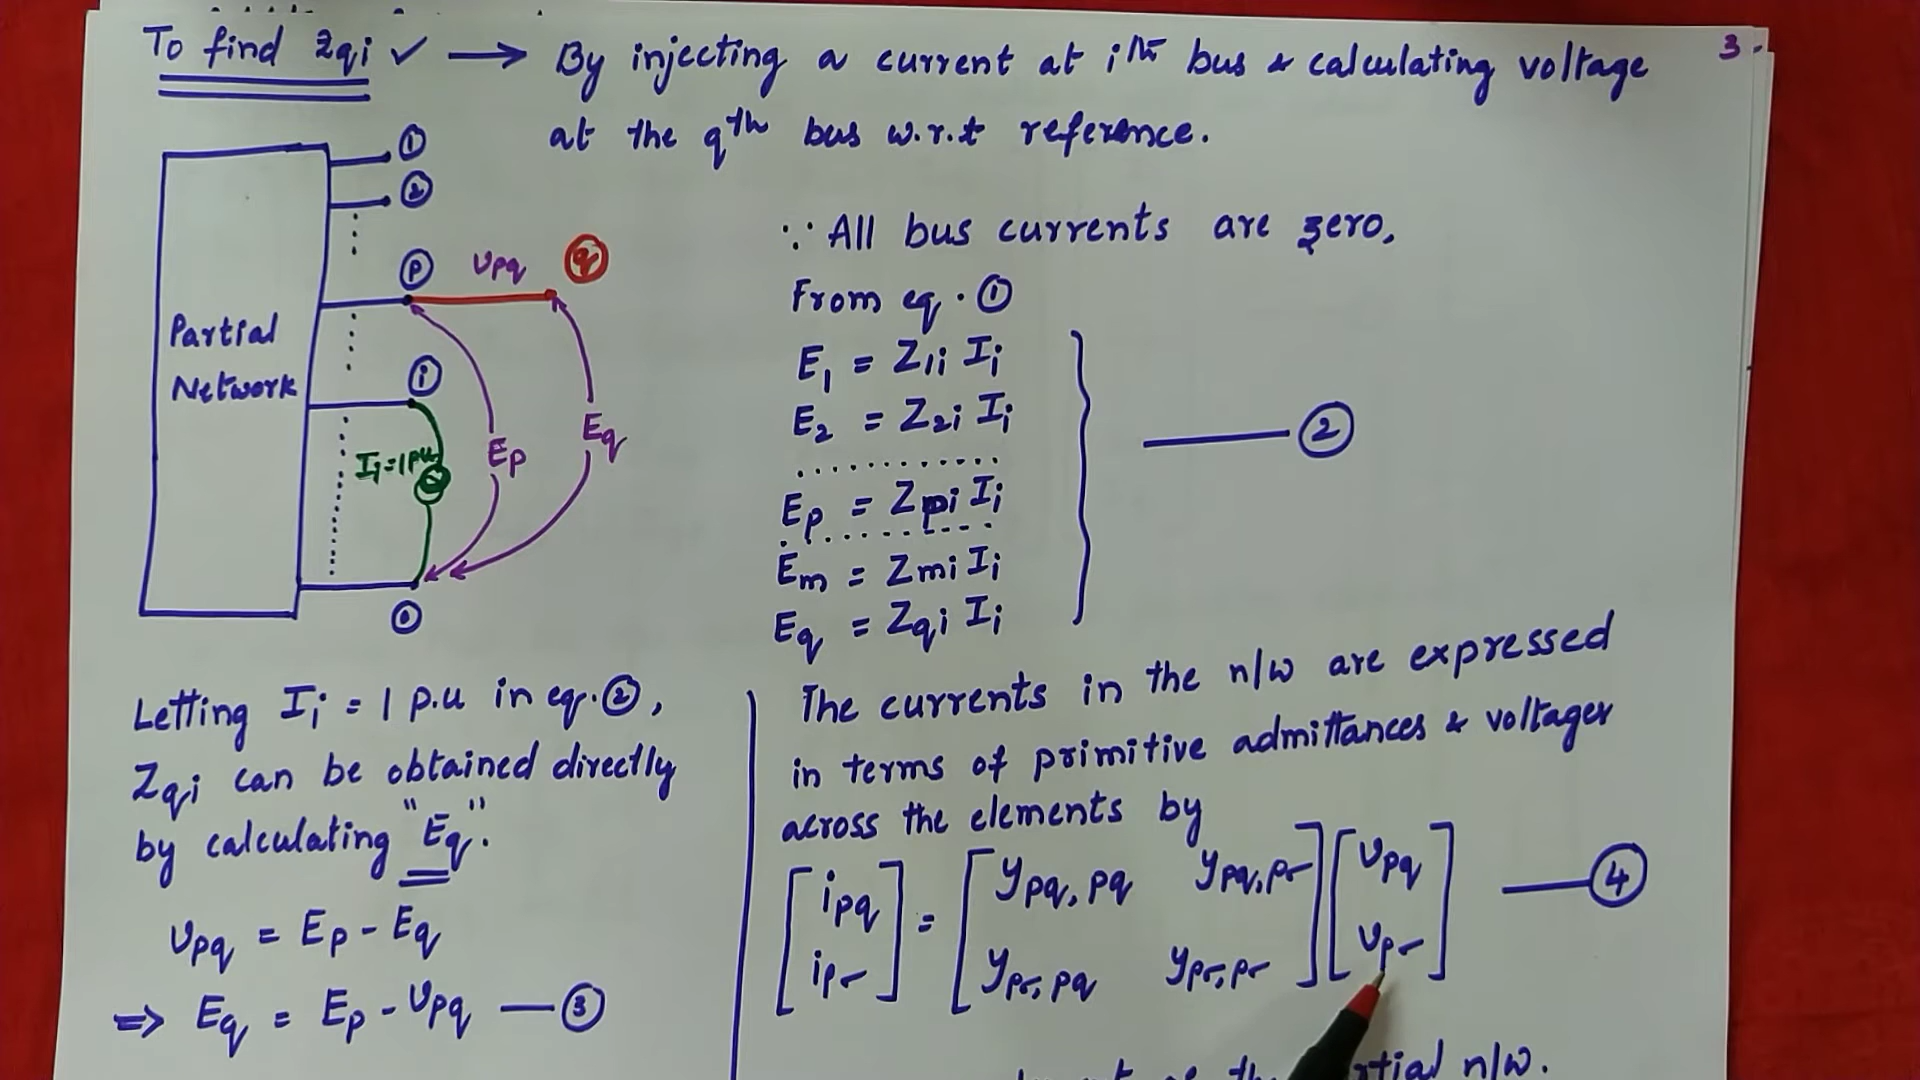 To find Zqi ✓ → By injecting a current at ith bus & calculating voltage
3.
at the qth bus w.r.t reference.
1
2
p
vpq
q
Partial
Network
i
Ii=1pu
Ep
Eq
0
∵ All bus currents are zero,
From eq. ①
E1 = Z1i Ii
E2 = Z2i Ii
............
Ep = Zpi Ii
............
Em = Zmi Ii
Eq = Zqi Ii
②
Letting Ii = 1 p.u in eq.②,
Zqi can be obtained directly
by calculating "Eq".
vpq = Ep - Eq
⇒ Eq = Ep - vpq — ③
The currents in the n/w are expressed
in terms of primitive admittances & voltages
across the elements by
[ipq ipr] = [ypq,pq ypq,pr ypr,pq ypr,pr] [vpq vpr] — ④
n/w.